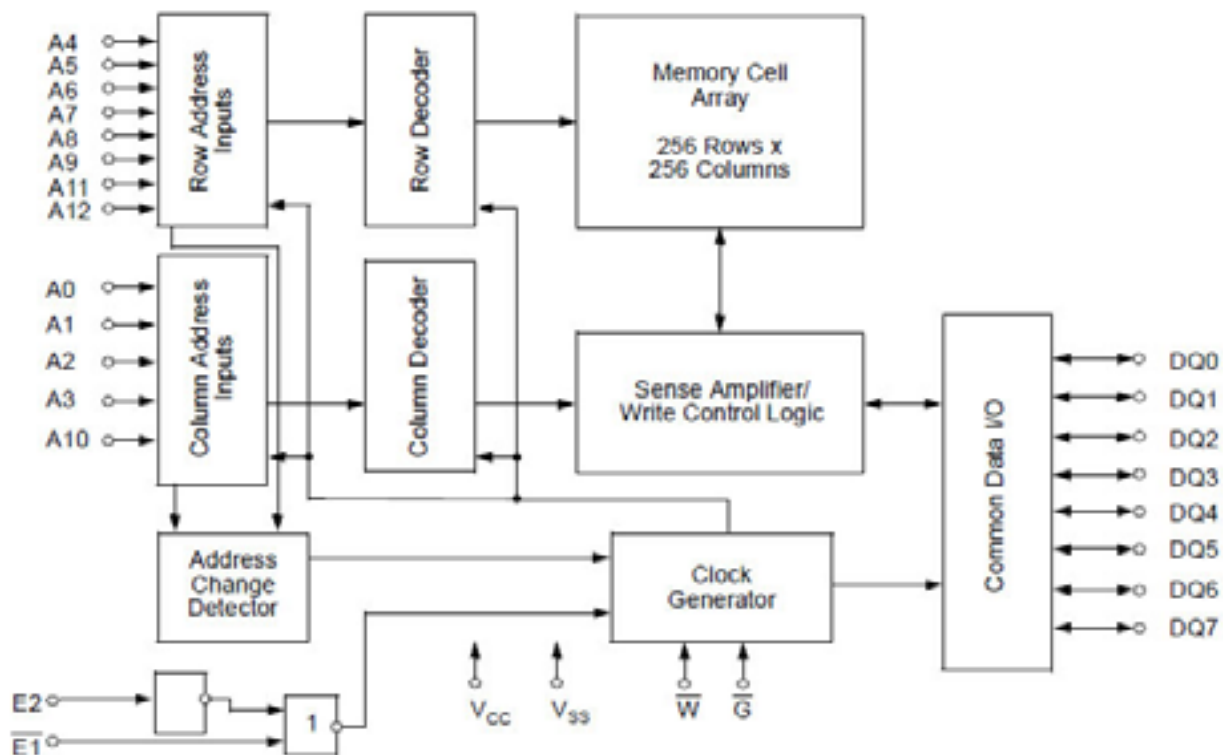 A4
A5
A6
A7
A8
A9
A11
A12
Row Address
Inputs
Row Decoder
Memory Cell
Array
256 Rows x
256 Columns
A0
A1
A2
A3
A10
Column Address
Inputs
Column Decoder
Sense Amplifier/
Write Control Logic
Common Data I/O
DQ0
DQ1
DQ2
DQ3
DQ4
DQ5
DQ6
DQ7
Address
Change
Detector
Clock
Generator
E2
E1
1
VCC
VSS
W
G